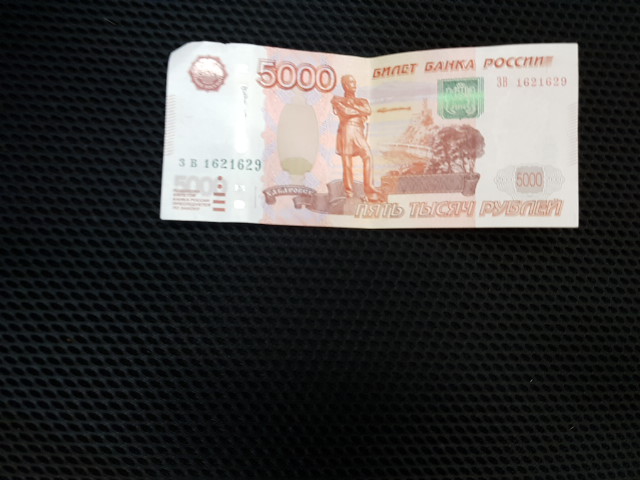 5000
БИЛЕТ БАНКА РОССИИ
ЗВ 1621629
ЗВ 1621629
5000
ХАБАРОВСК
5000
ПЯТЬ ТЫСЯЧ РУБЛЕЙ